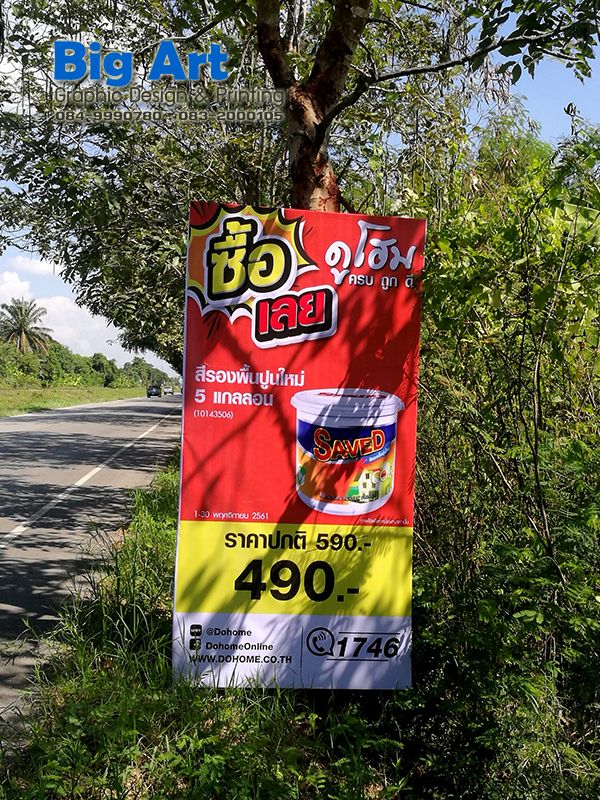 Big Art
Graphic Design & Printing
084-9990780 - 083-2000105
ซื้อ
เลย
ดูโฮม
ครบ ถูก ดี
สีรองพื้นปูนใหม่
5 แกลลอน
(10143506)
SAVED
1-30 พฤศจิกายน 2561
ราคาปกติ 590.-
490.-
@Dohome
DohomeOnline
WWW.DOHOME.CO.TH
1746